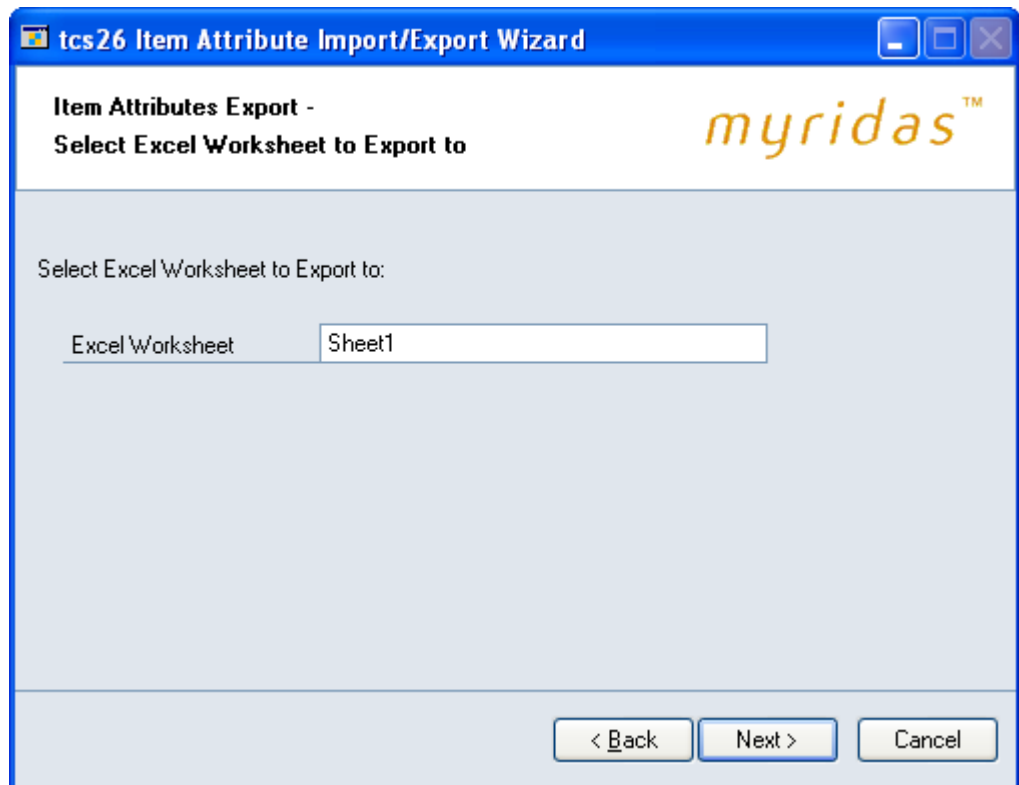 tcs26 Item Attribute Import/Export Wizard
Item Attributes Export -
Select Excel Worksheet to Export to
myridas™
Select Excel Worksheet to Export to:
Excel Worksheet Sheet1
< Back Next > Cancel